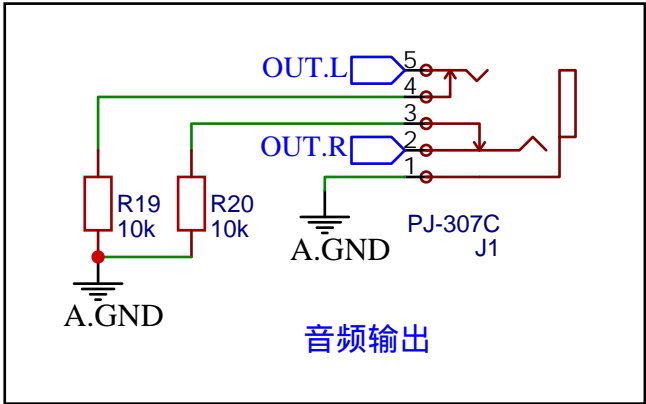 OUT.L
5
4
3
OUT.R
2
1
R19
10k
R20
10k
A.GND
PJ-307C
J1
A.GND
音频输出